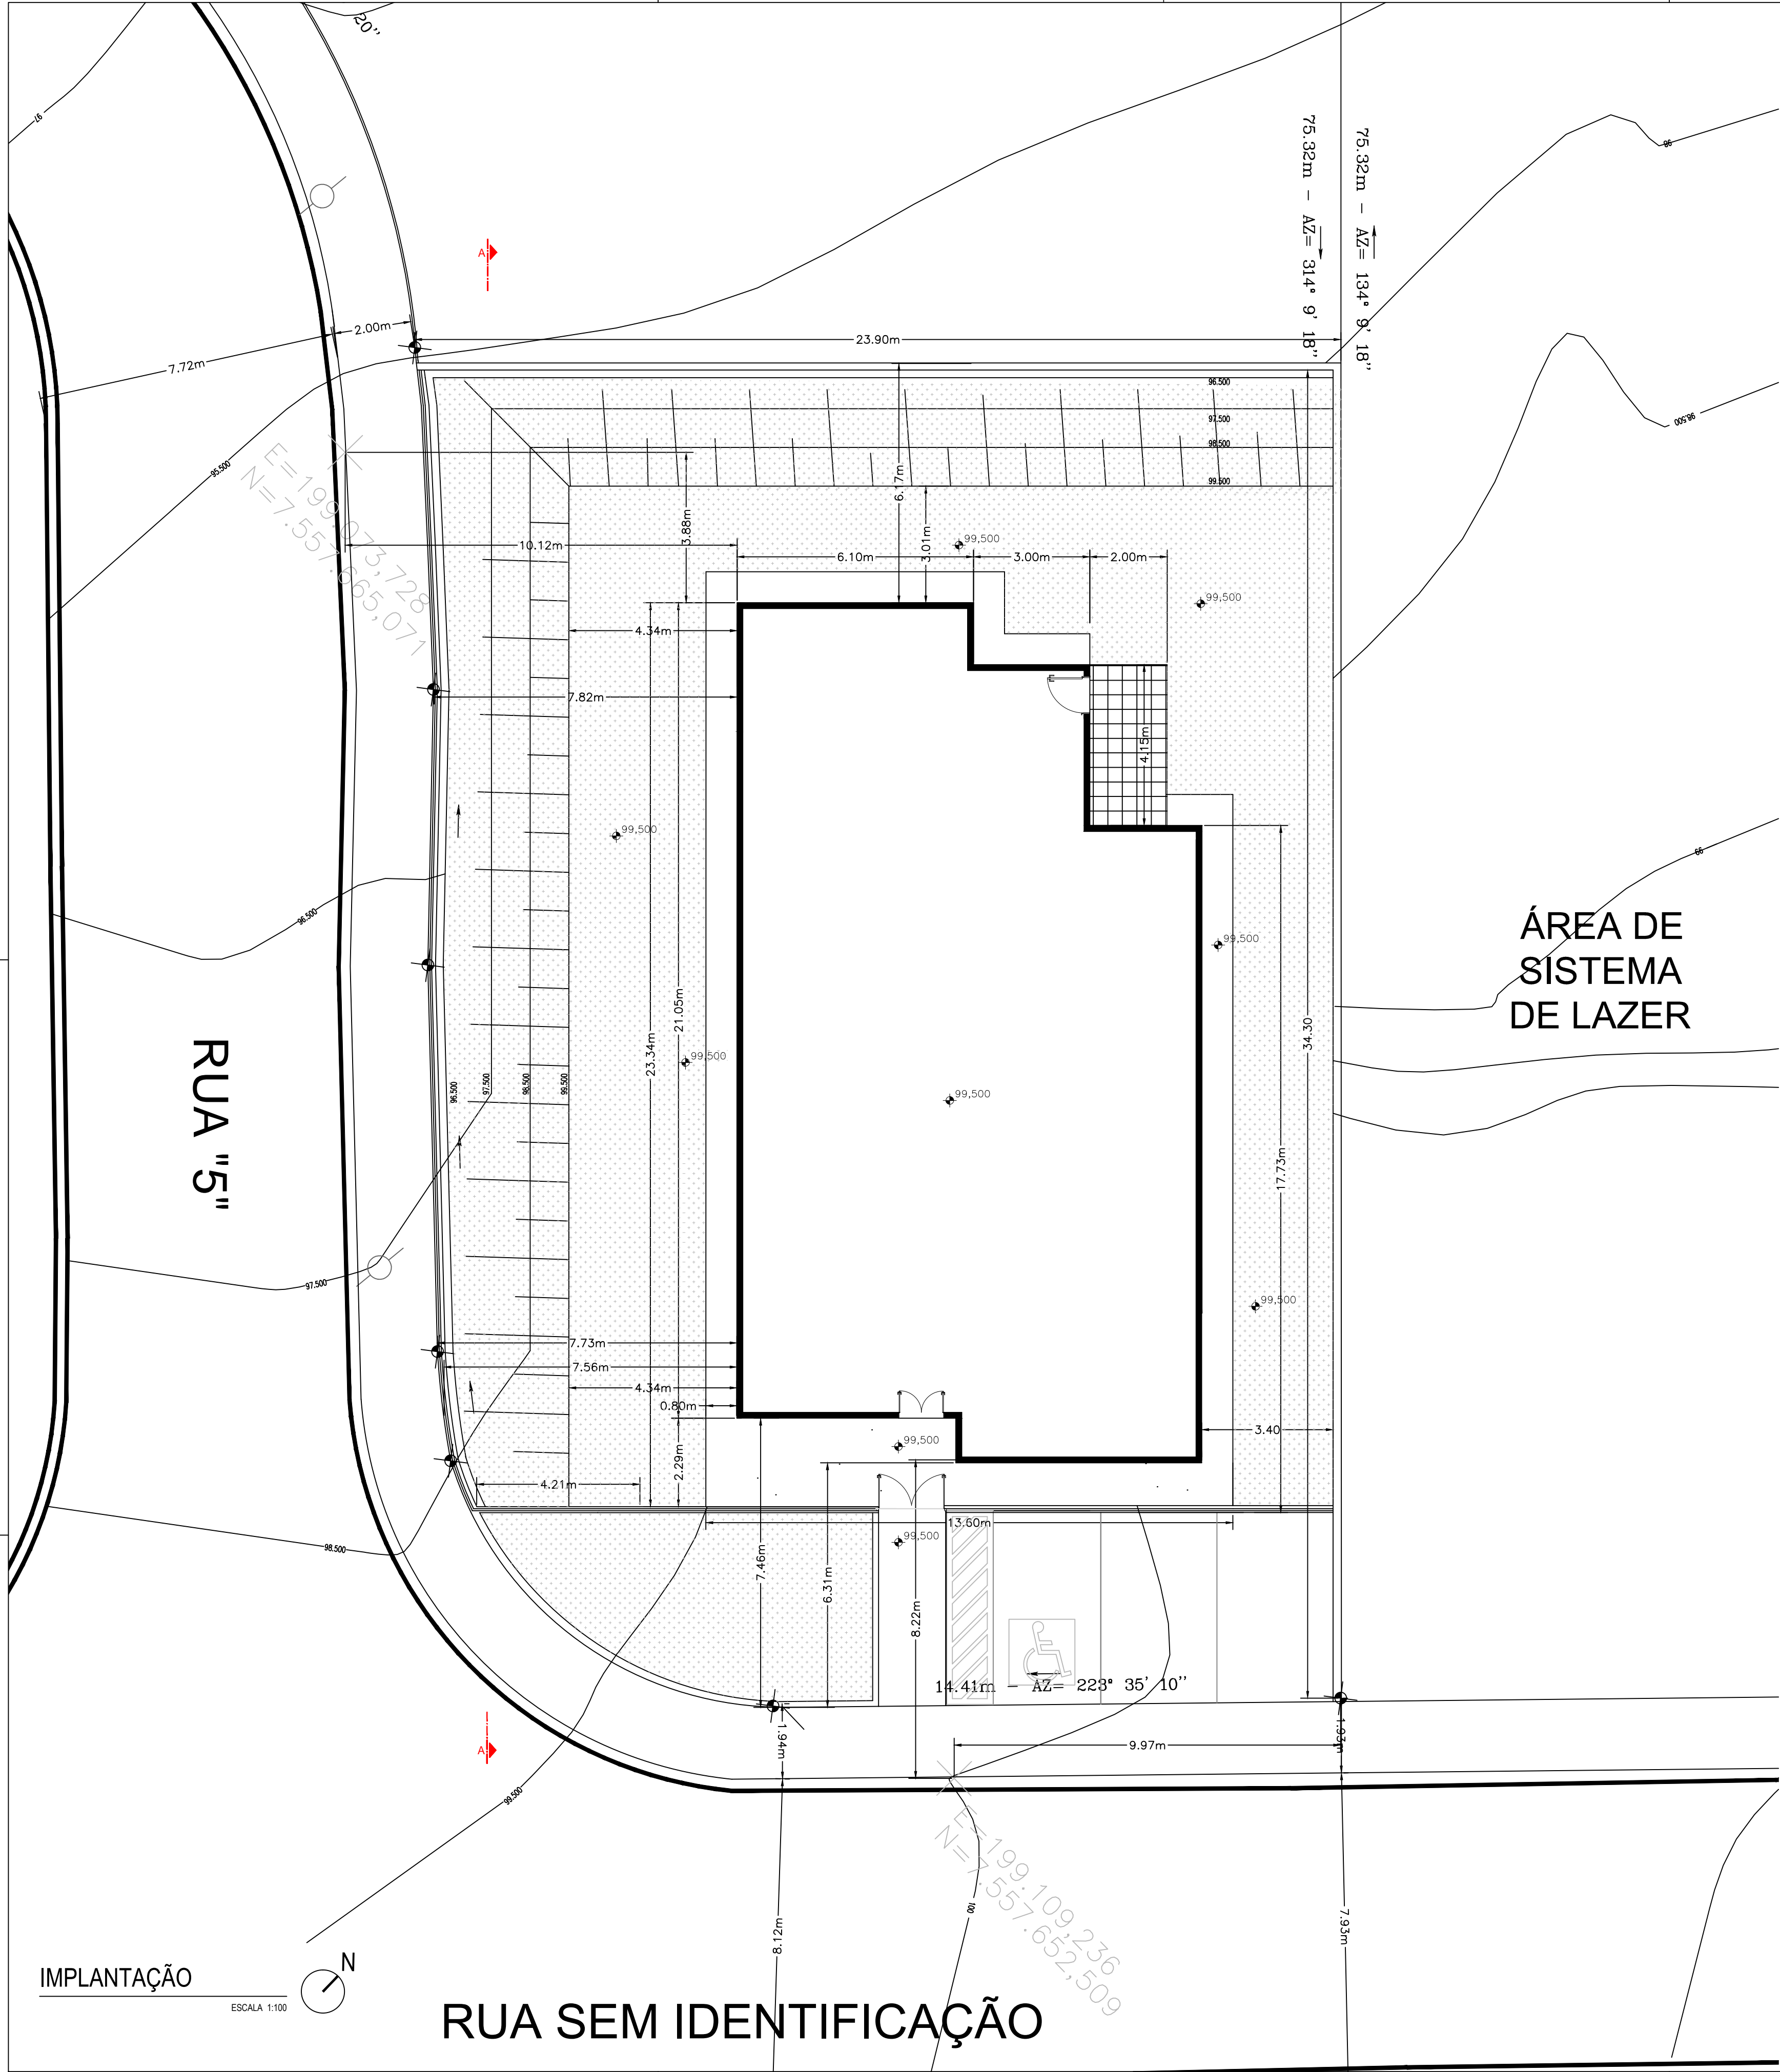 20''
97
98
75.32m - AZ= 314° 9' 18''
75.32m - AZ= 134° 9' 18''
A
2.00m
23.90m
7.72m
96.500
97.500
98.500
99.500
98.500
95.500
E=199.073,728
N=7.557.665,071
6.17m
3.88m
3.01m
10.12m
99,500
6.10m
3.00m
2.00m
99,500
4.34m
7.82m
4.15m
99,500
99
96.500
ÁREA DE
SISTEMA
DE LAZER
99,500
21.05m
23.34m
34.30
99,500
99,500
RUA "5"
96.500
97.500
98.500
99.500
17.73m
97.500
99,500
7.73m
7.56m
4.34m
0.80m
3.40
99,500
2.29m
4.21m
13.60m
98.500
99,500
7.46m
6.31m
8.22m
14.41m - AZ= 223° 35' 10''
A
1.94m
9.97m
1.93m
99.500
E=199.109,236
N=7.557.652,509
100
8.12m
7.93m
N
IMPLANTAÇÃO
ESCALA 1:100
RUA SEM IDENTIFICAÇÃO